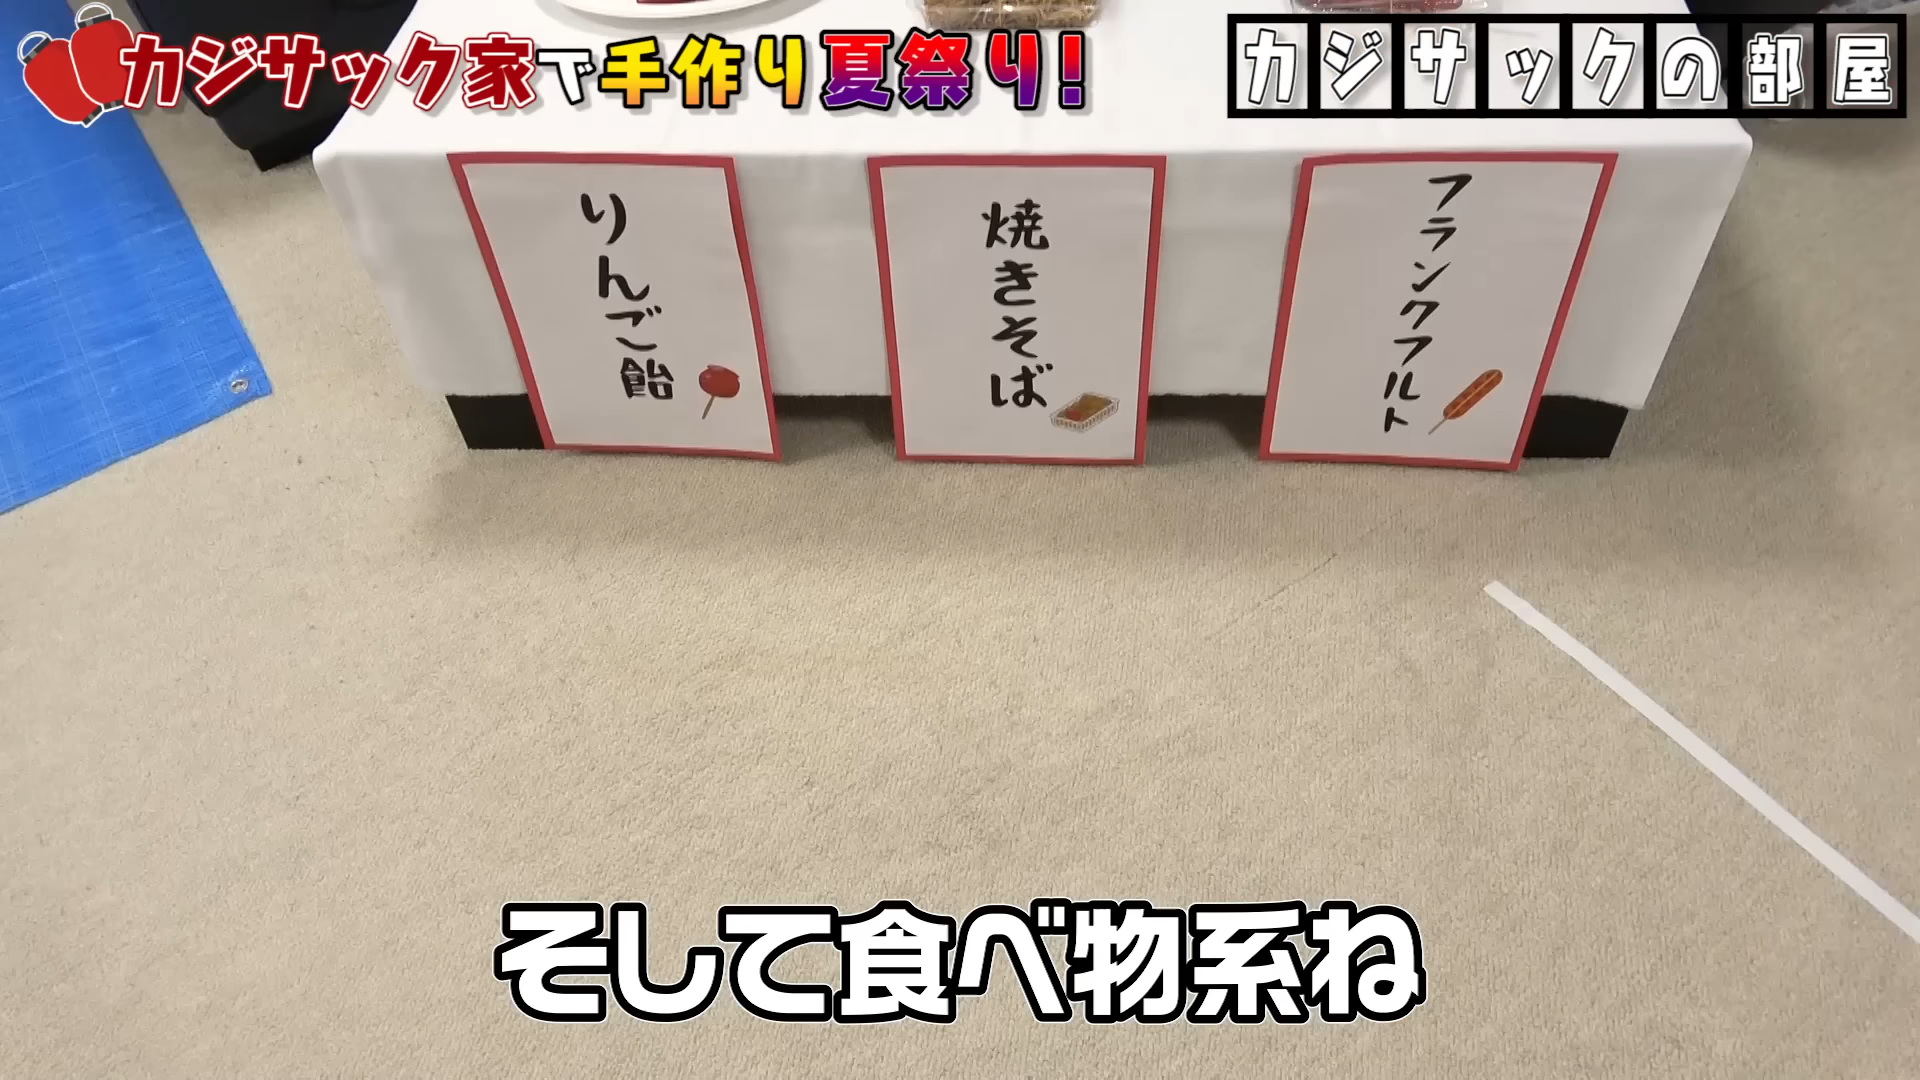 カジサック家で手作り夏祭り!
カジサックの部屋
りんご飴
焼きそば
フランクフルト
そして食べ物系ね